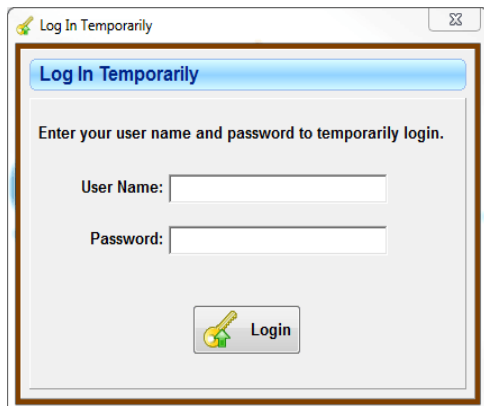 Log In Temporarily
Log In Temporarily
Enter your user name and password to temporarily login.
User Name:
Password:
Login